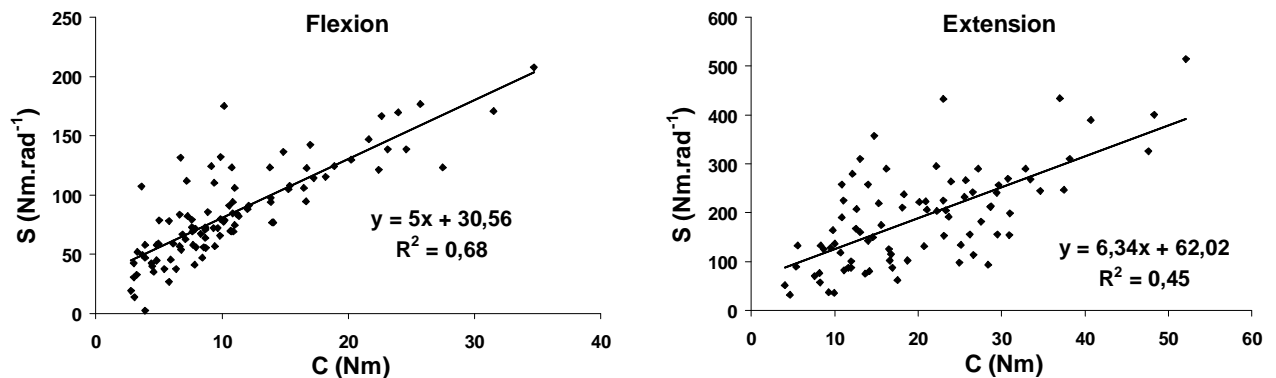 Flexion
250
200
150
100
50
0
S (Nm.rad⁻¹)
y = 5x + 30,56
R² = 0,68
0 10 20 30 40
C (Nm)
Extension
600
500
400
300
200
100
0
S (Nm.rad⁻¹)
y = 6,34x + 62,02
R² = 0,45
0 10 20 30 40 50 60
C (Nm)